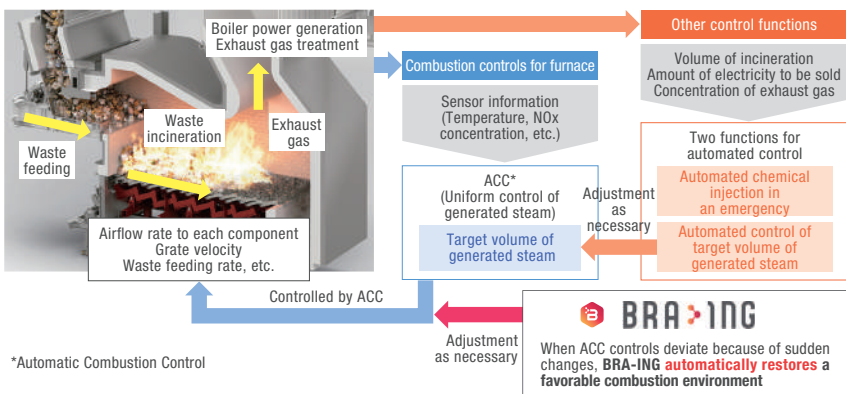 Boiler power generation
Exhaust gas treatment
Other control functions
Combustion controls for furnace
Volume of incineration
Amount of electricity to be sold
Concentration of exhaust gas
Sensor information
(Temperature, NOx
concentration, etc.)
Waste
incineration
Exhaust
gas
Waste
feeding
Two functions for
automated control
Automated chemical
injection in
an emergency
Automated control of
target volume of
generated steam
ACC*
(Uniform control of
generated steam)
Target volume of
generated steam
Adjustment
as
necessary
Airflow rate to each component
Grate velocity
Waste feeding rate, etc.
Controlled by ACC
Adjustment
as necessary
B BRA-ING
When ACC controls deviate because of sudden
changes, BRA-ING automatically restores a
favorable combustion environment
*Automatic Combustion Control